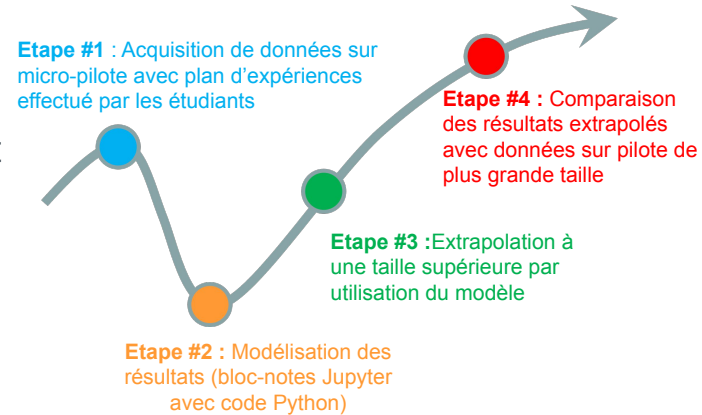 Etape #1 : Acquisition de données sur
micro-pilote avec plan d'expériences
effectué par les étudiants
Etape #4 : Comparaison
des résultats extrapolés
avec données sur pilote de
plus grande taille
Etape #3 :Extrapolation à
une taille supérieure par
utilisation du modèle
Etape #2 : Modélisation des
résultats (bloc-notes Jupyter
avec code Python)